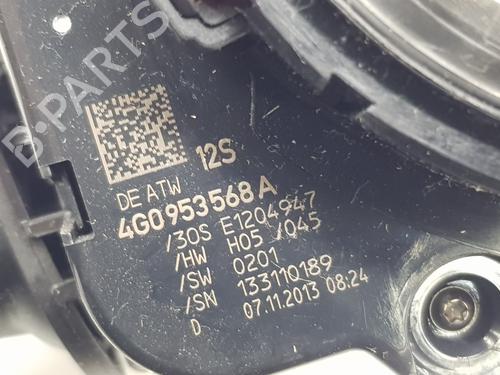 B-PARTS
12S
DE ATW
4G0953568A
/30S E1204947
/HW H05 /045
/SW 0201
/SN 133110189
D 07.11.2013 08:24